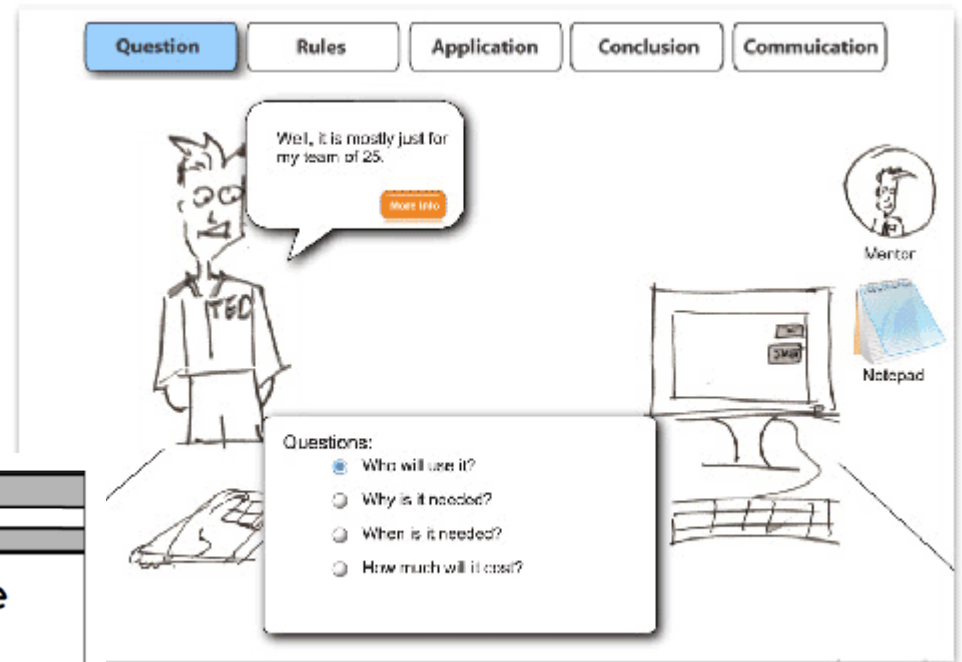 Question
Rules
Application
Conclusion
Commuication
Well, it is mostly just for
my team of 25.
More Info
Mentor
Notepad
TED
Questions:
Who will use it?
Why is it needed?
When is it needed?
How much will it cost?
e